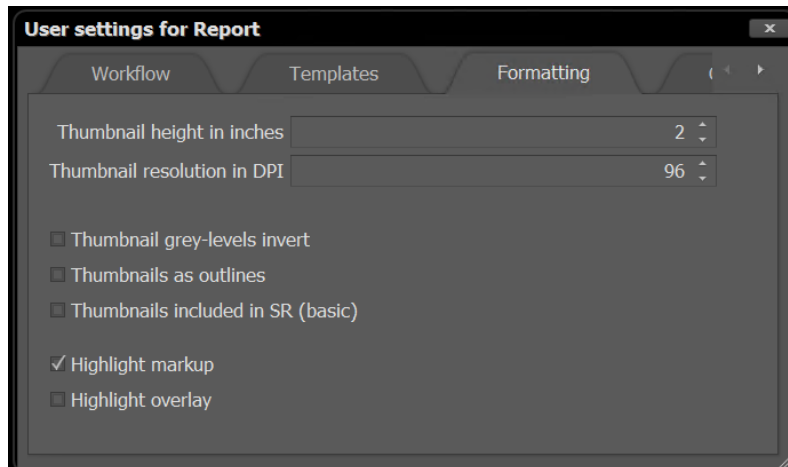 User settings for Report
Workflow Templates Formatting
Thumbnail height in inches 2
Thumbnail resolution in DPI 96
Thumbnail grey-levels invert
Thumbnails as outlines
Thumbnails included in SR (basic)
Highlight markup
Highlight overlay